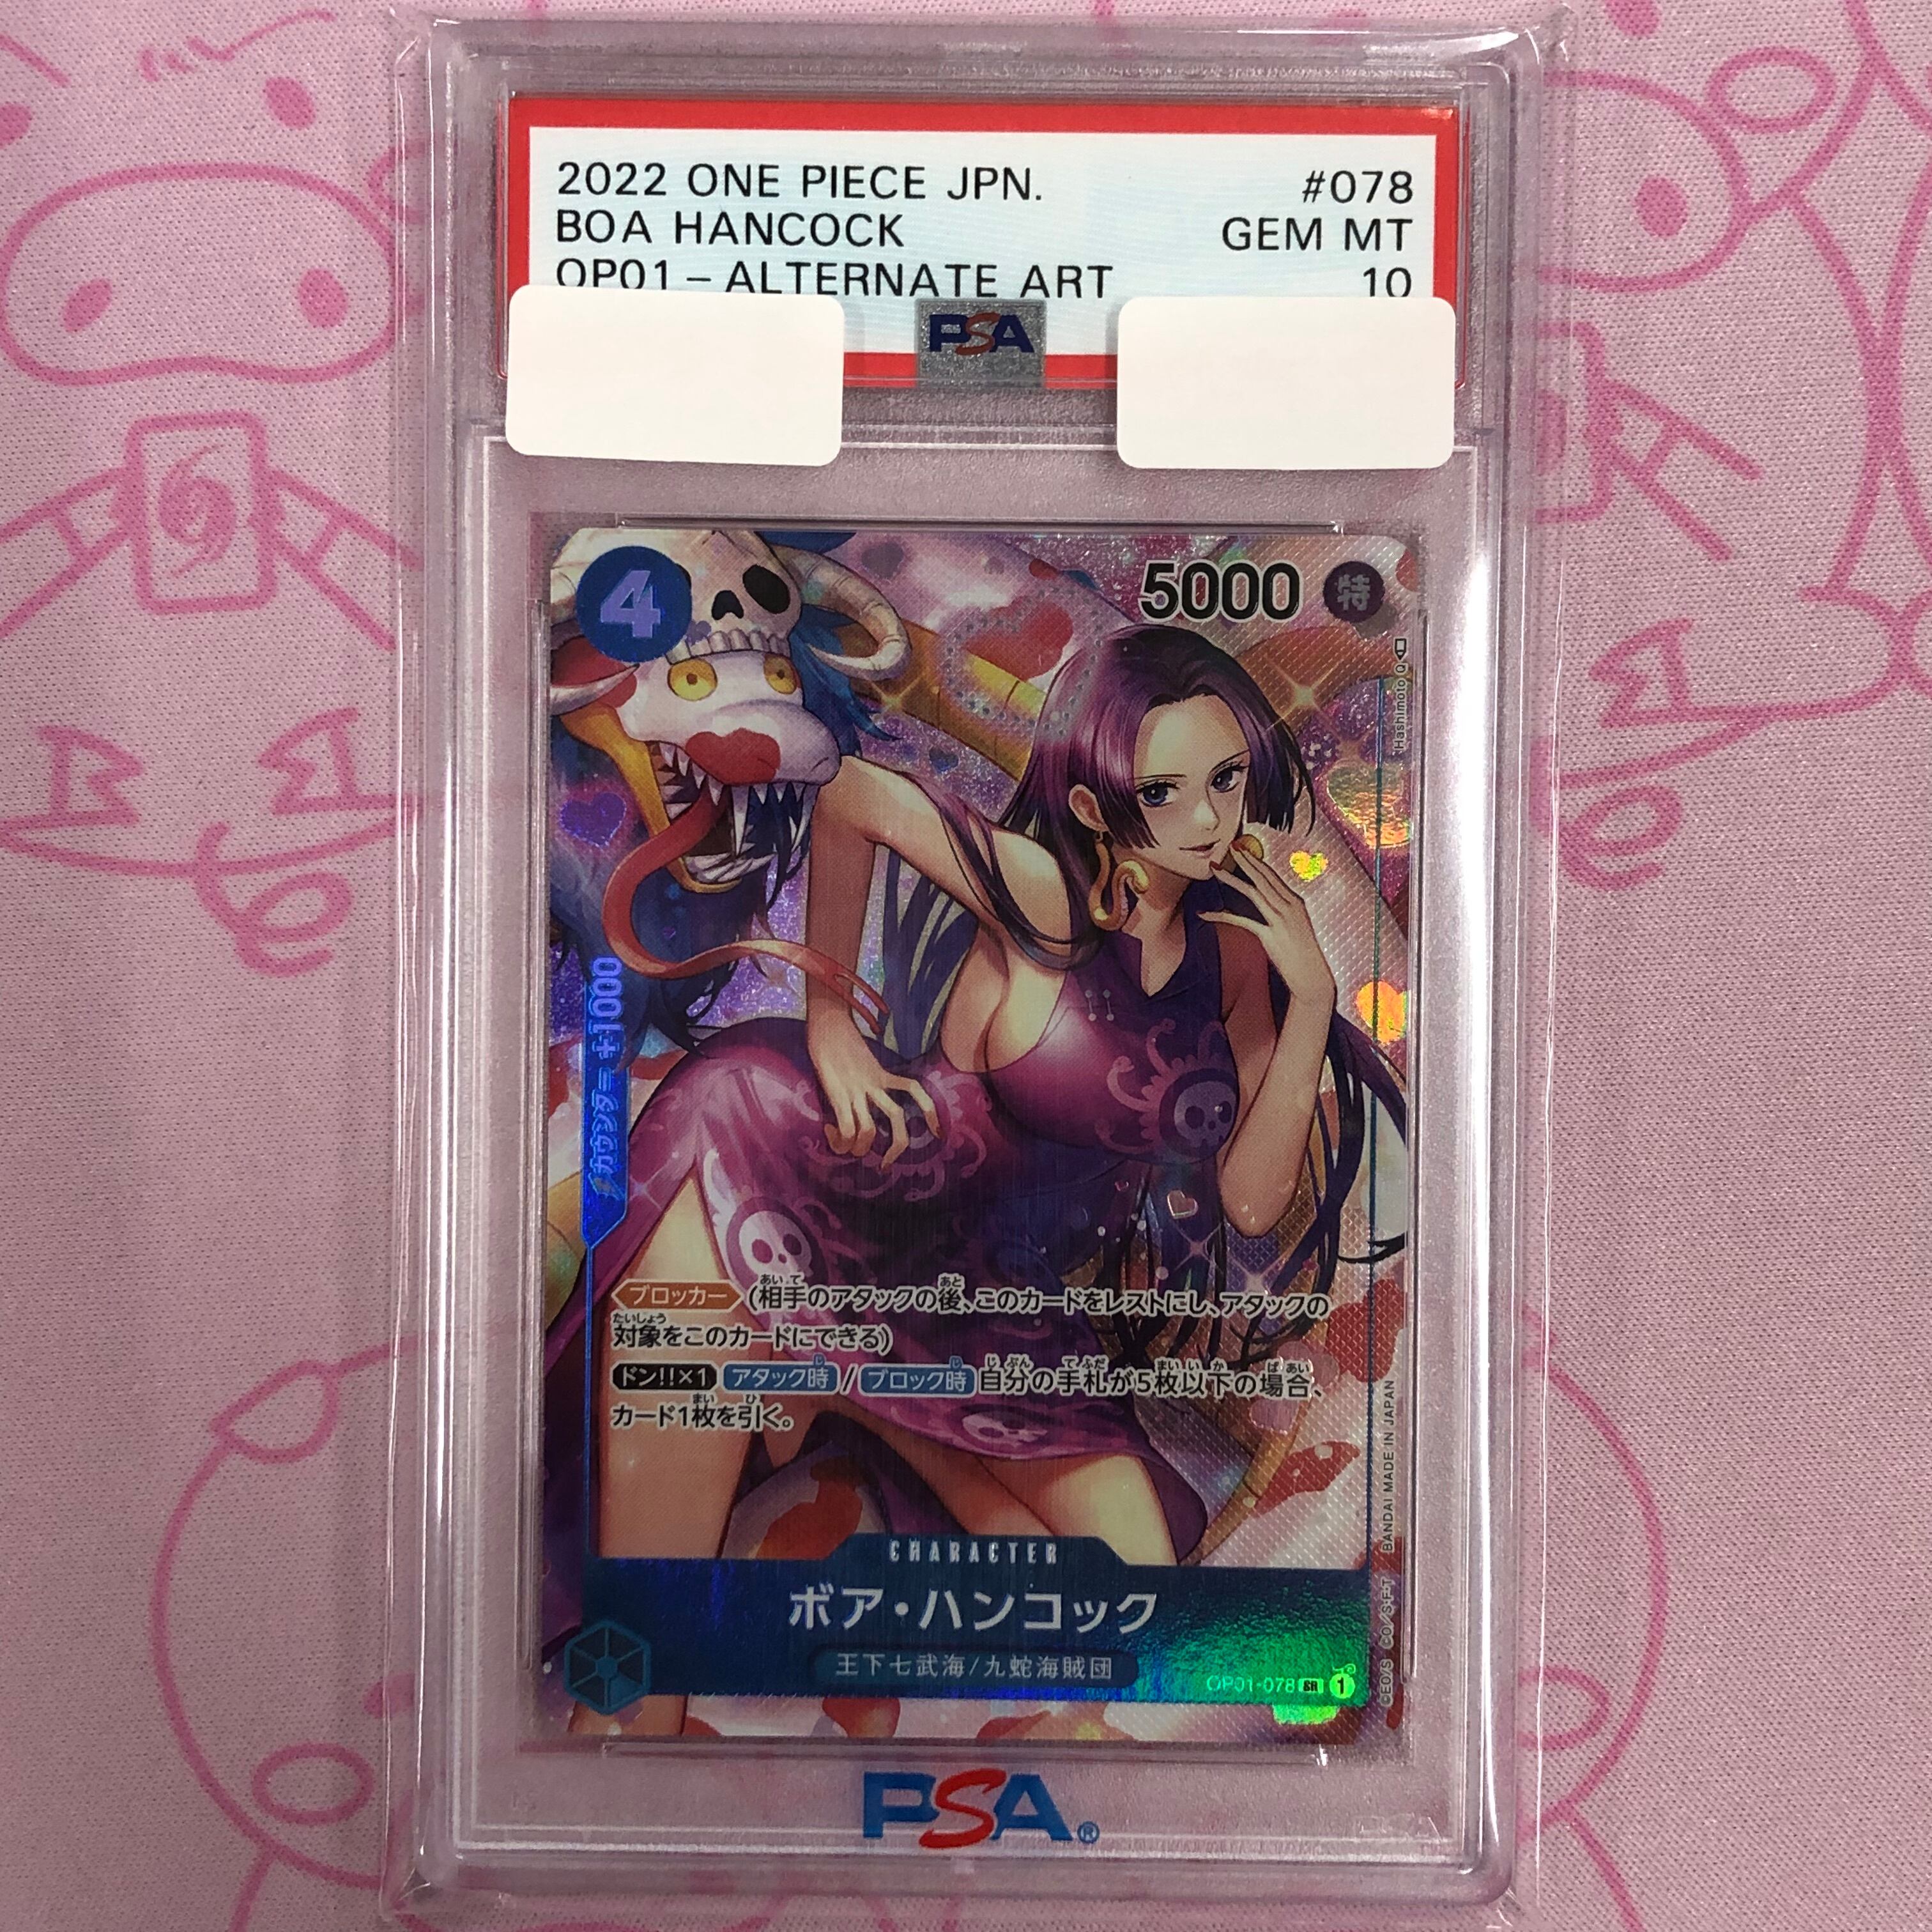 2022 ONE PIECE JPN. #078
BOA HANCOCK GEM MT
OP01-ALTERNATE ART 10
PSA
4
5000 特
Hashimoto Q
カウンター +1000
ブロッカー (相手のアタックの後、このカードをレストにし、アタックの
対象をこのカードにできる)
ドン!!×1 アタック時 / ブロック時 自分の手札が5枚以下の場合、
カード1枚を引く。
CHARACTER
ボア・ハンコック
王下七武海/九蛇海賊団
OP01-078 SR 1
©EO/S. ©O/S・F・T BANDAI MADE IN JAPAN
PSA®